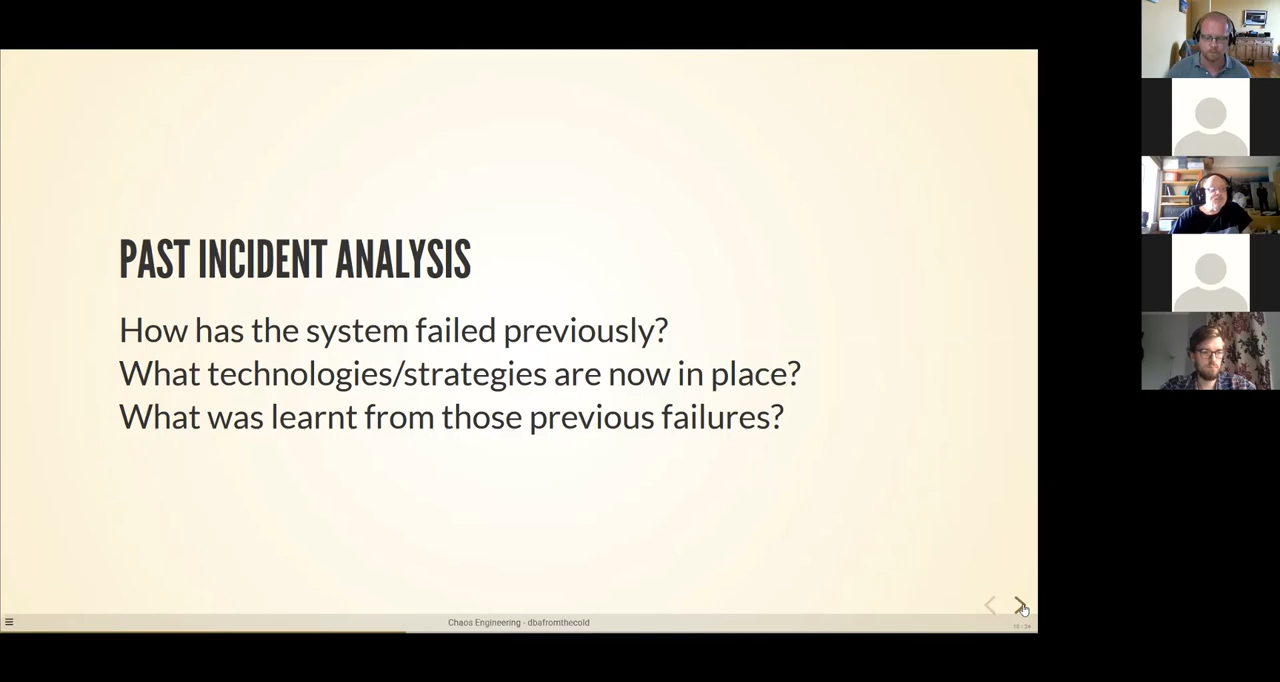 PAST INCIDENT ANALYSIS
How has the system failed previously?
What technologies/strategies are now in place?
What was learnt from those previous failures?
Chaos Engineering - dbafromthecold